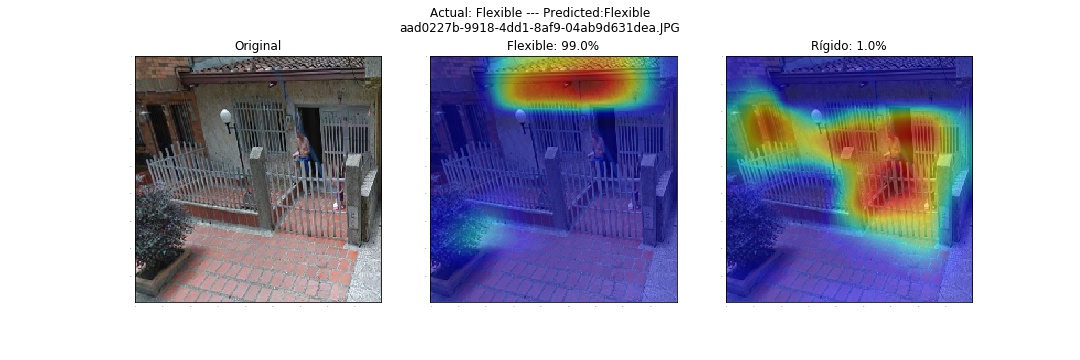 Actual: Flexible --- Predicted:Flexible
aad0227b-9918-4dd1-8af9-04ab9d631dea.JPG
Original
Flexible: 99.0%
Rígido: 1.0%